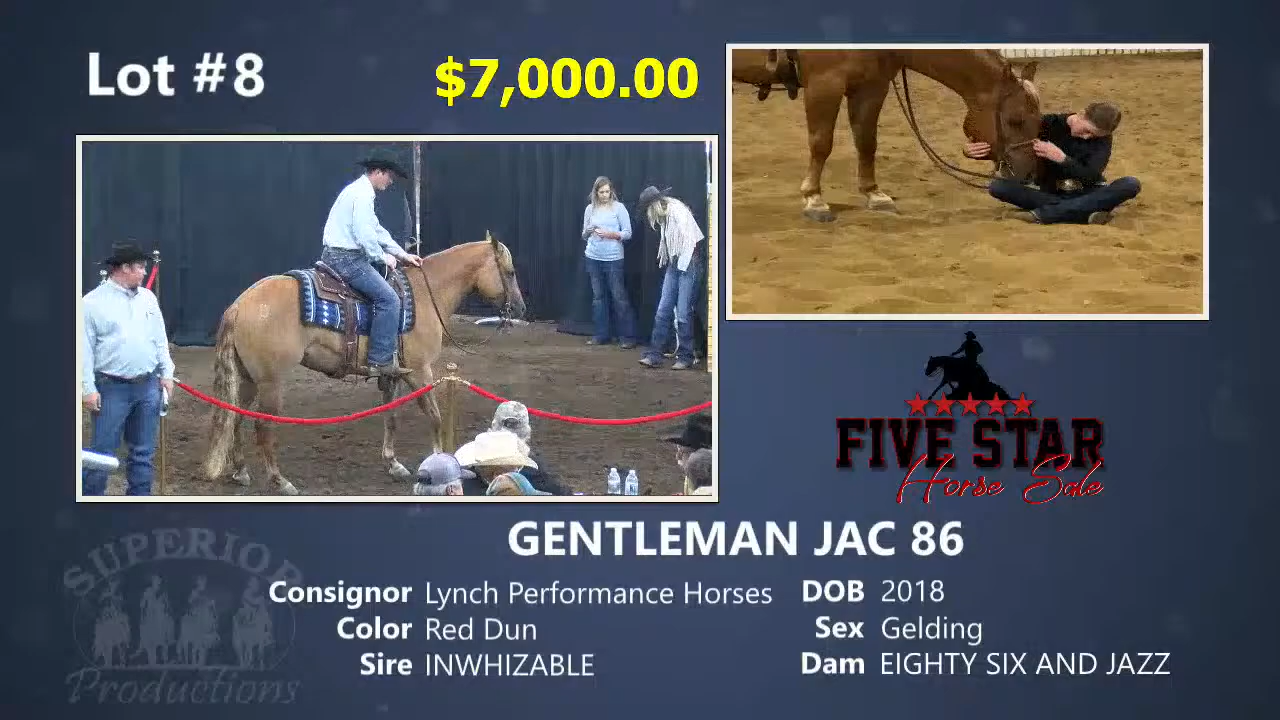 Lot #8
$7,000.00
FIVE STAR
Horse Sale
GENTLEMAN JAC 86
SUPERIOR
Productions
Consignor Lynch Performance Horses
Color Red Dun
Sire INWHIZABLE
DOB 2018
Sex Gelding
Dam EIGHTY SIX AND JAZZ